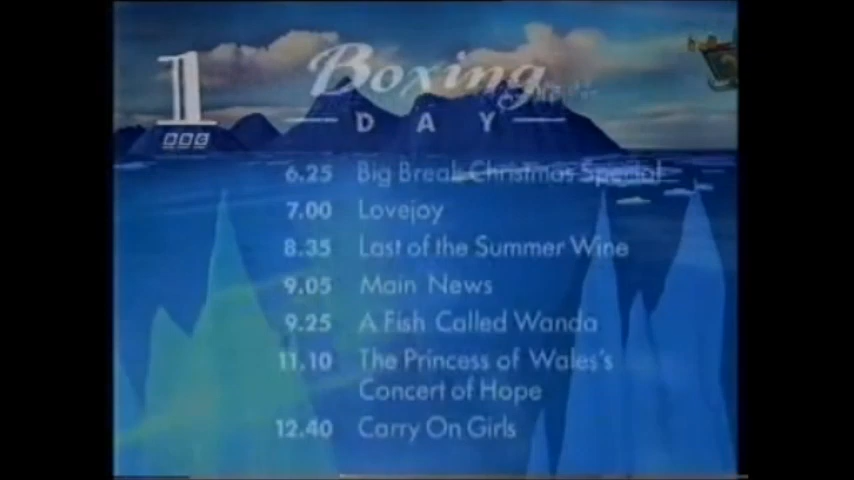 1
BBC
Boxing
DAY
6.25 Big Break Christmas Special
7.00 Lovejoy
8.35 Last of the Summer Wine
9.05 Main News
9.25 A Fish Called Wanda
11.10 The Princess of Wales's
Concert of Hope
12.40 Carry On Girls